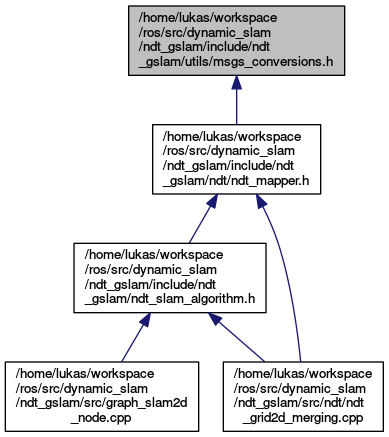 /home/lukas/workspace
/ros/src/dynamic_slam
/ndt_gslam/include/ndt
_gslam/utils/msgs_conversions.h
/home/lukas/workspace
/ros/src/dynamic_slam
/ndt_gslam/include/ndt
_gslam/ndt/ndt_mapper.h
/home/lukas/workspace
/ros/src/dynamic_slam
/ndt_gslam/include/ndt
_gslam/ndt_slam_algorithm.h
/home/lukas/workspace
/ros/src/dynamic_slam
/ndt_gslam/src/graph_slam2d
_node.cpp
/home/lukas/workspace
/ros/src/dynamic_slam
/ndt_gslam/src/ndt/ndt
_grid2d_merging.cpp